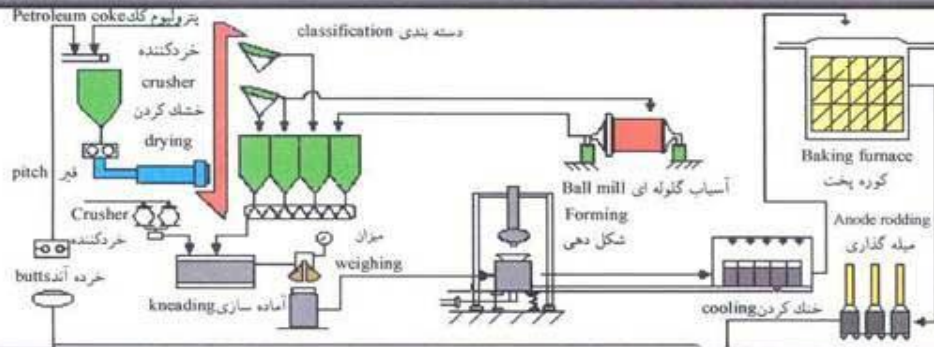 Petroleum coke پترولیوم کک
خردکننده
crusher
خشک کردن
drying
pitch قیر
Crusher
خردکننده
butts خرده آند
classification دسته بندی
Ball mill آسیاب گلوله ای
Forming
شکل دهی
میزان
weighing
kneading آماده سازی
cooling خنک کردن
Baking furnace
کوره پخت
Anode rodding
میله گذاری